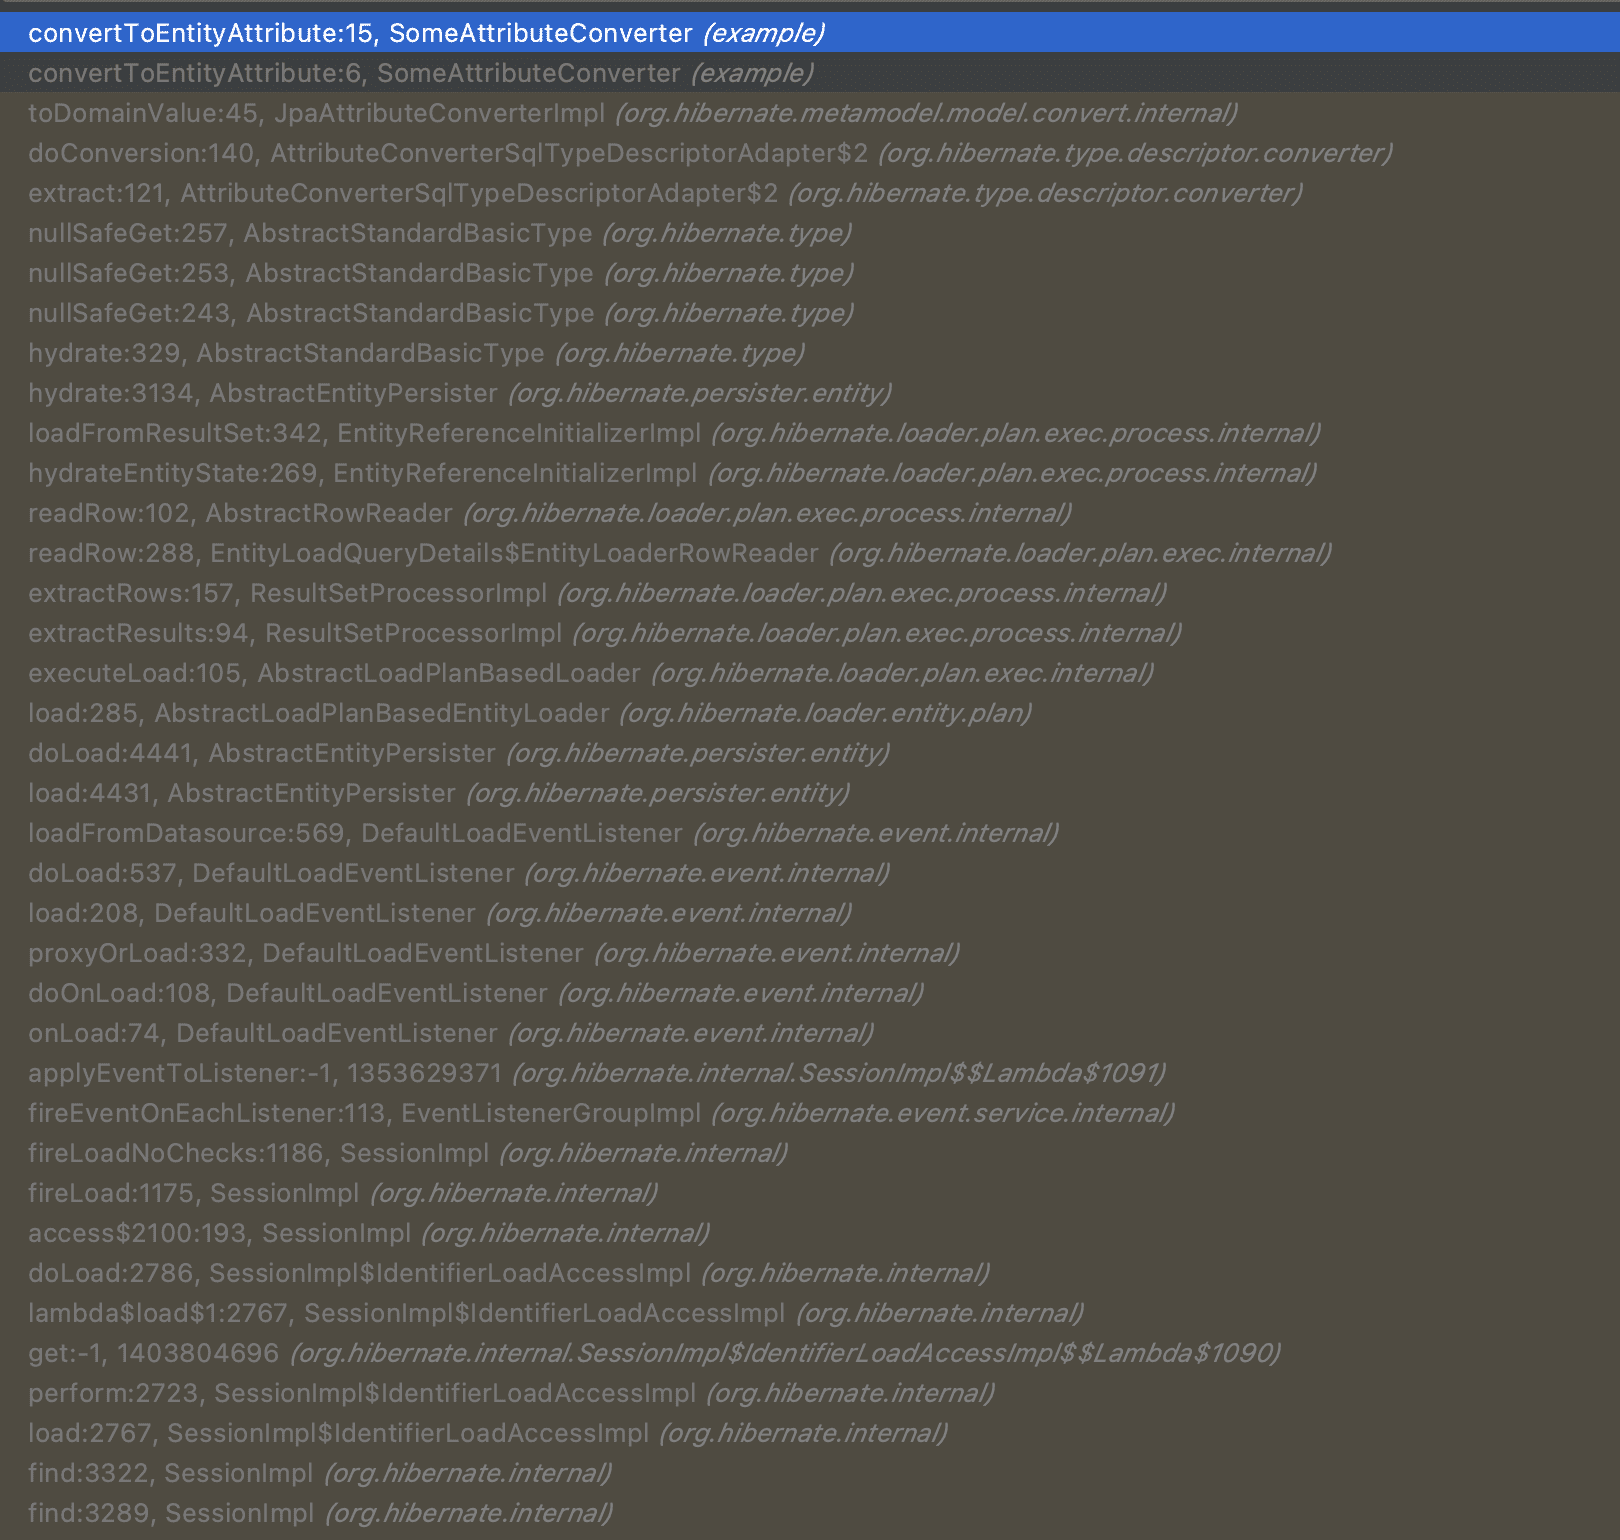 convertToEntityAttribute:15, SomeAttributeConverter (example)
convertToEntityAttribute:6, SomeAttributeConverter (example)
toDomainValue:45, JpaAttributeConverterImpl (org.hibernate.metamodel.model.convert.internal)
doConversion:140, AttributeConverterSqlTypeDescriptorAdapter$2 (org.hibernate.type.descriptor.converter)
extract:121, AttributeConverterSqlTypeDescriptorAdapter$2 (org.hibernate.type.descriptor.converter)
nullSafeGet:257, AbstractStandardBasicType (org.hibernate.type)
nullSafeGet:253, AbstractStandardBasicType (org.hibernate.type)
nullSafeGet:243, AbstractStandardBasicType (org.hibernate.type)
hydrate:329, AbstractStandardBasicType (org.hibernate.type)
hydrate:3134, AbstractEntityPersister (org.hibernate.persister.entity)
loadFromResultSet:342, EntityReferenceInitializerImpl (org.hibernate.loader.plan.exec.process.internal)
hydrateEntityState:269, EntityReferenceInitializerImpl (org.hibernate.loader.plan.exec.process.internal)
readRow:102, AbstractRowReader (org.hibernate.loader.plan.exec.process.internal)
readRow:288, EntityLoadQueryDetails$EntityLoaderRowReader (org.hibernate.loader.plan.exec.internal)
extractRows:157, ResultSetProcessorImpl (org.hibernate.loader.plan.exec.process.internal)
extractResults:94, ResultSetProcessorImpl (org.hibernate.loader.plan.exec.process.internal)
executeLoad:105, AbstractLoadPlanBasedLoader (org.hibernate.loader.plan.exec.internal)
load:285, AbstractLoadPlanBasedEntityLoader (org.hibernate.loader.entity.plan)
doLoad:4441, AbstractEntityPersister (org.hibernate.persister.entity)
load:4431, AbstractEntityPersister (org.hibernate.persister.entity)
loadFromDatasource:569, DefaultLoadEventListener (org.hibernate.event.internal)
doLoad:537, DefaultLoadEventListener (org.hibernate.event.internal)
load:208, DefaultLoadEventListener (org.hibernate.event.internal)
proxyOrLoad:332, DefaultLoadEventListener (org.hibernate.event.internal)
doOnLoad:108, DefaultLoadEventListener (org.hibernate.event.internal)
onLoad:74, DefaultLoadEventListener (org.hibernate.event.internal)
applyEventToListener:-1, 1353629371 (org.hibernate.internal.SessionImpl$$Lambda$1091)
fireEventOnEachListener:113, EventListenerGroupImpl (org.hibernate.event.service.internal)
fireLoadNoChecks:1186, SessionImpl (org.hibernate.internal)
fireLoad:1175, SessionImpl (org.hibernate.internal)
access$2100:193, SessionImpl (org.hibernate.internal)
doLoad:2786, SessionImpl$IdentifierLoadAccessImpl (org.hibernate.internal)
lambda$load$1:2767, SessionImpl$IdentifierLoadAccessImpl (org.hibernate.internal)
get:-1, 1403804696 (org.hibernate.internal.SessionImpl$IdentifierLoadAccessImpl$$Lambda$1090)
perform:2723, SessionImpl$IdentifierLoadAccessImpl (org.hibernate.internal)
load:2767, SessionImpl$IdentifierLoadAccessImpl (org.hibernate.internal)
find:3322, SessionImpl (org.hibernate.internal)
find:3289, SessionImpl (org.hibernate.internal)